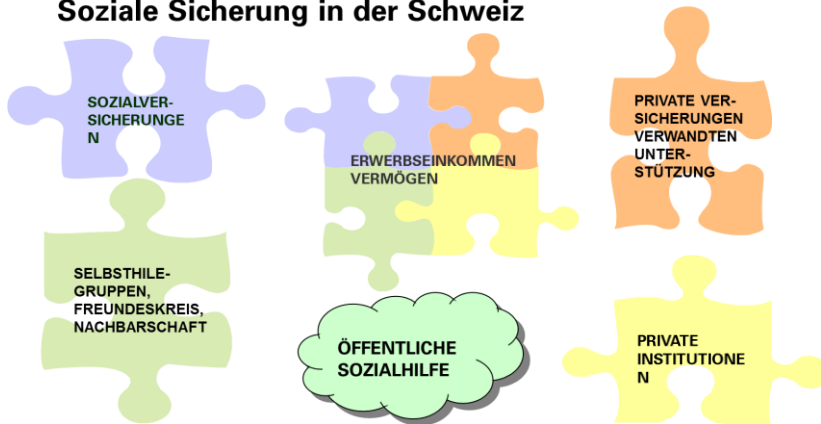 Soziale Sicherung in der Schweiz
SOZIALVER-
SICHERUNGE
N
ERWERBSEINKOMMEN
VERMÖGEN
PRIVATE VER-
SICHERUNGEN
VERWANDTEN
UNTER-
STÜTZUNG
SELBSTHILE-
GRUPPEN,
FREUNDESKREIS,
NACHBARSCHAFT
ÖFFENTLICHE
SOZIALHILFE
PRIVATE
INSTITUTIONE
N